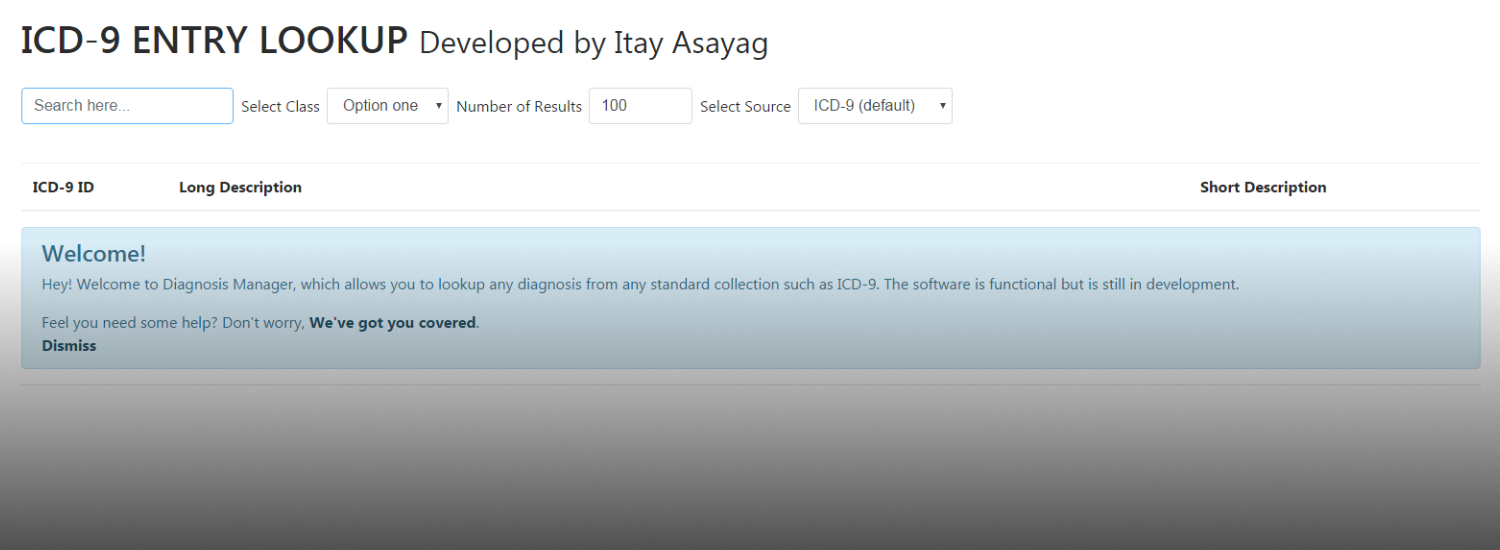 ICD-9 ENTRY LOOKUP Developed by Itay Asayag
Search here... Select Class Option one Number of Results 100 Select Source ICD-9 (default)
ICD-9 ID Long Description Short Description
Welcome!
Hey! Welcome to Diagnosis Manager, which allows you to lookup any diagnosis from any standard collection such as ICD-9. The software is functional but is still in development.
Feel you need some help? Don't worry, We've got you covered.
Dismiss